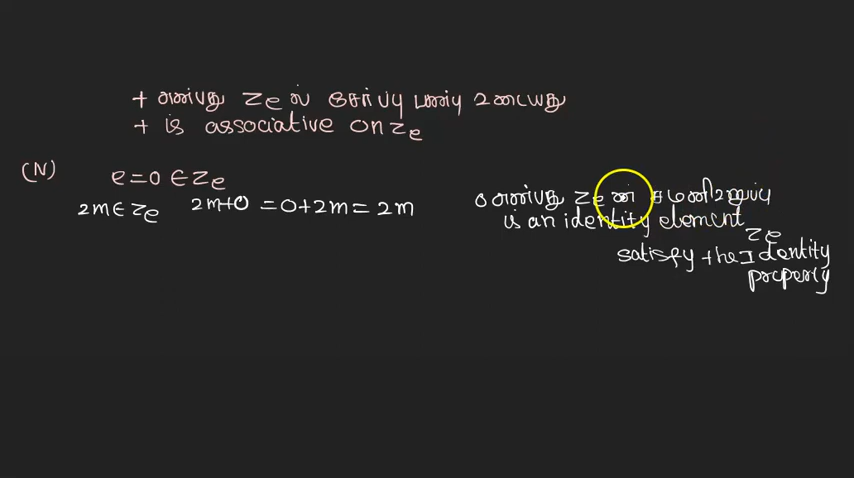 + ஆனது Ze ல் சேர்ப்பு பண்பு உடையது
+ is associative on Ze
(iv) e = 0 ∈ Ze
2m ∈ Ze 2m+0 = 0+2m = 2m
0 ஆனது Ze ன்
is an identity element
Ze
satisfy the Identity
property